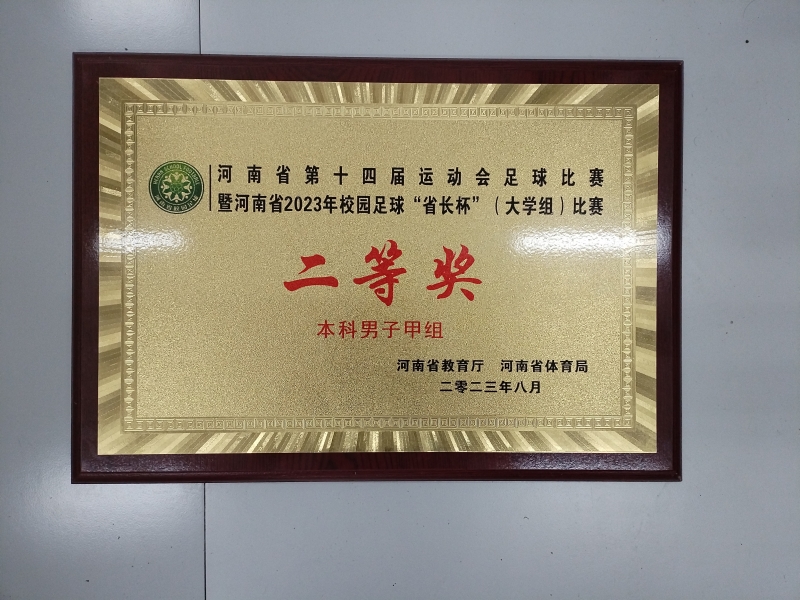 河南省第十四届运动会足球比赛
暨河南省2023年校园足球“省长杯”（大学组）比赛
二等奖
本科男子甲组
河南省教育厅 河南省体育局
二零二三年八月